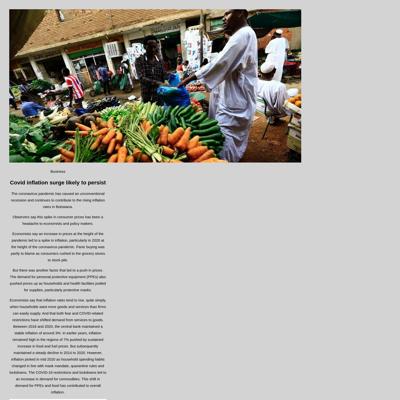 Business
Covid inflation surge likely to persist
The coronavirus pandemic has caused an unconventional
recession and continues to contribute to the rising inflation
rates in Botswana.
Observers say this spike in consumer prices has been a
headache to economists and policy makers.
Economists say an increase in prices at the height of the
pandemic led to a spike in inflation, particularly in 2020 at
the height of the coronavirus pandemic. Panic buying was
partly to blame as consumers rushed to the grocery stores
to stock pile.
But there was another factor that led to a push in prices.
The demand for personal protective equipment (PPEs) also
pushed prices up as households and health facilities jostled
for supplies, particularly protective masks.
Economists say that inflation rates tend to rise, quite simply,
when households want more goods and services than firms
can easily supply. And that both fear and COVID-related
restrictions have shifted demand from services to goods.
Between 2016 and 2020, the central bank maintained a
stable inflation of around 3%. In earlier years, inflation
remained high in the regions of 7% pushed by sustained
increase in food and fuel prices. But subsequently
maintained a steady decline in 2014 to 2020. However,
inflation picked in mid 2020 as household spending habits
changed in line with mask mandate, quarantine rules and
lockdowns. The COVID-19 restrictions and lockdowns led to
an increase in demand for commodities. This shift in
demand for PPEs and food has contributed to overall
inflation.